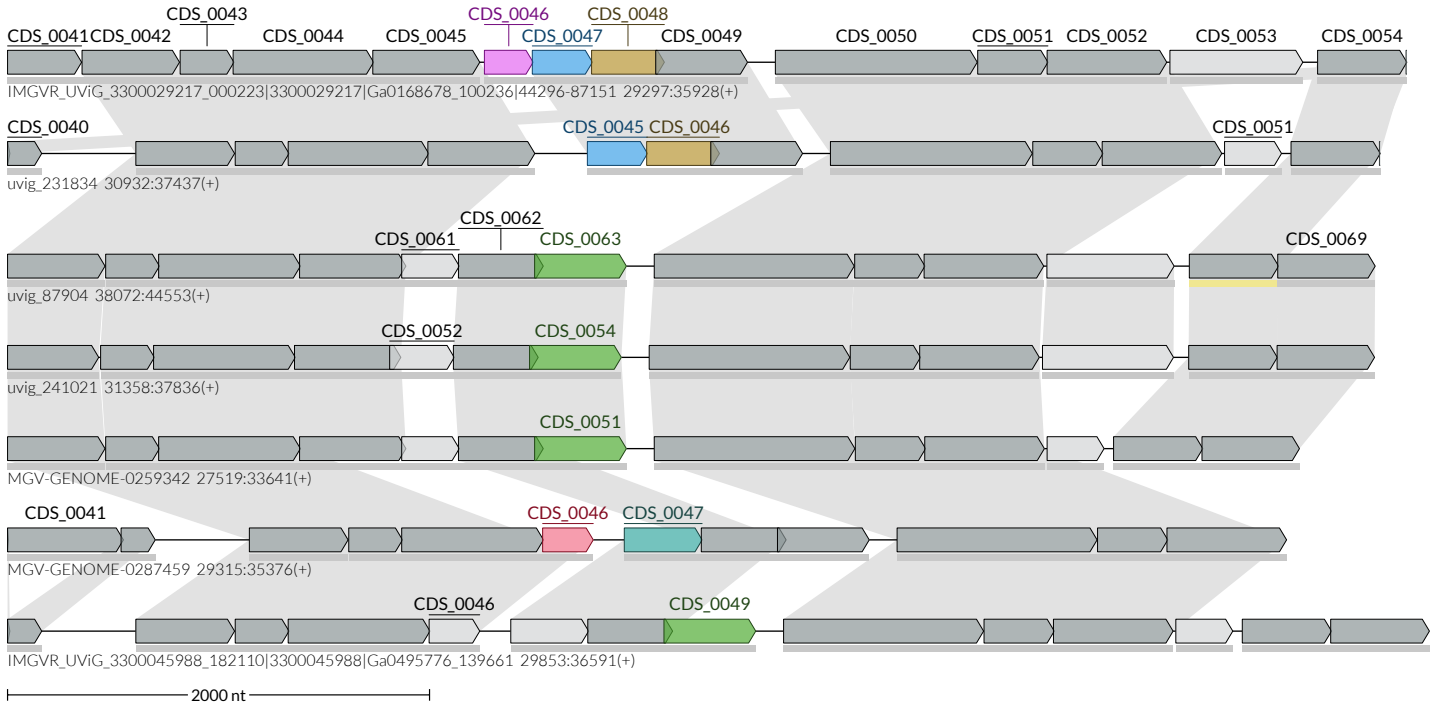 CDS_0043 CDS_0046 CDS_0048
CDS_0041 CDS_0042 CDS_0044 CDS_0045 CDS_0047 CDS_0049 CDS_0050 CDS_0051 CDS_0052 CDS_0053 CDS_0054
IMGVR_UViG_3300029217_000223|3300029217|Ga0168678_100236|44296-87151 29297:35928(+)
CDS_0040 CDS_0045 CDS_0046 CDS_0051
uvig_231834 30932:37437(+)
CDS_0062
CDS_0061 CDS_0063 CDS_0069
uvig_87904 38072:44553(+)
CDS_0052 CDS_0054
uvig_241021 31358:37836(+)
CDS_0051
MGV-GENOME-0259342 27519:33641(+)
CDS_0041 CDS_0046 CDS_0047
MGV-GENOME-0287459 29315:35376(+)
CDS_0046 CDS_0049
IMGVR_UViG_3300045988_182110|3300045988|Ga0495776_139661 29853:36591(+)
2000 nt